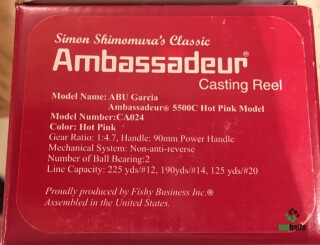 Simon Shimomura's Classic
Ambassadeur®
Casting Reel
Model Name: ABU Garcia
Ambassadeur® 5500C Hot Pink Model
Model Number:CA024
Color: Hot Pink
Gear Ratio: 1:4.7, Handle: 90mm Power Handle
Mechanical System: Non-anti-reverse
Number of Ball Bearing:2
Line Capacity: 225 yds/#12, 190yds/#14, 125 yds/#20
Proudly produced by Fishy Business Inc.®
Assembled in the United States.